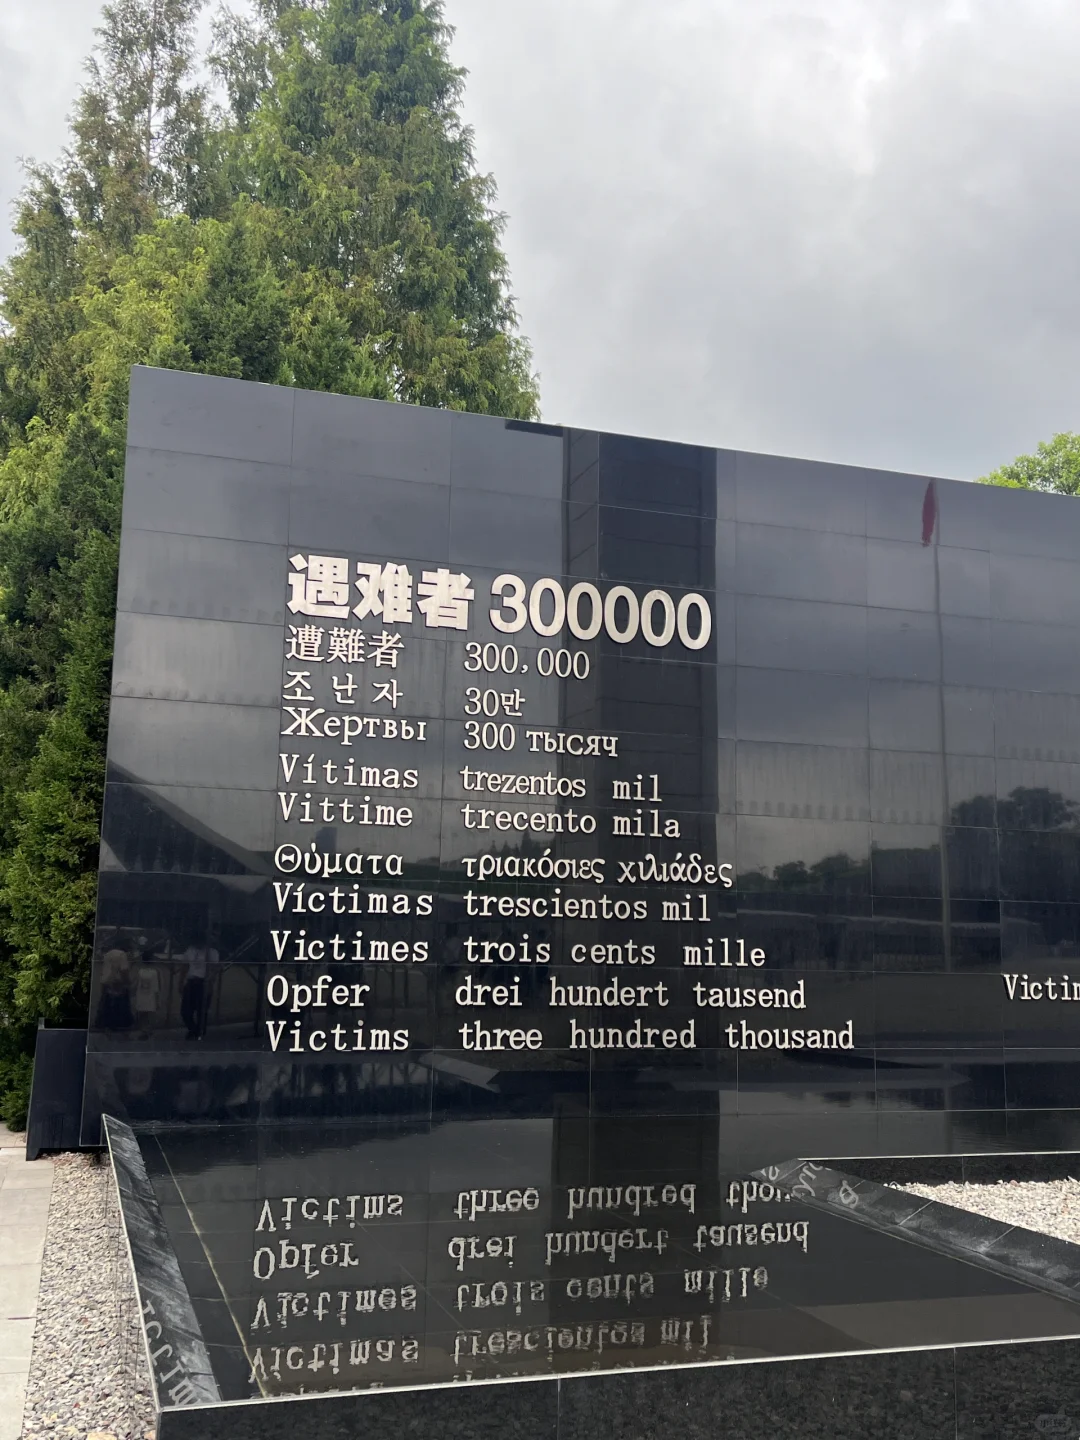 遇难者 300000
遭難者 300,000
조난자 30만
Жертвы 300 тысяч
Vítimas trezentos mil
Vittime trecento mila
Θύματα τριακόσιες χιλιάδες
Víctimas trescientos mil
Victimes trois cents mille
Opfer drei hundert tausend
Victims three hundred thousand